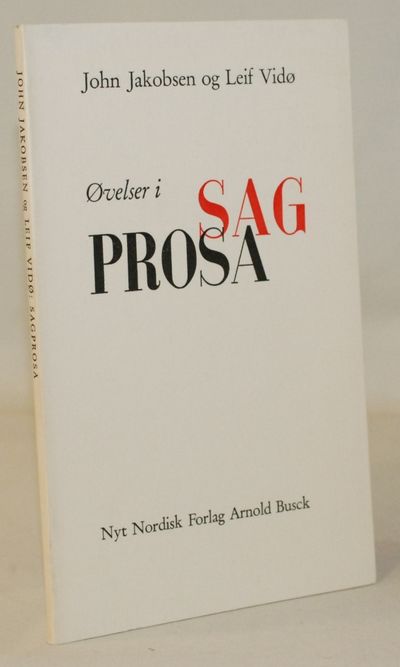 John Jakobsen og Leif Vidø
Øvelser i
SAG
PROSA
Nyt Nordisk Forlag Arnold Busck
JOHN JAKOBSEN og LEIF VIDØ: SAGPROSA